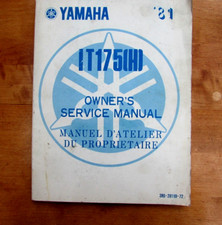 YAMAHA '81
IT175(H)
OWNER'S
SERVICE MANUAL
MANUEL D'ATELIER
DU PROPRIETAIRE